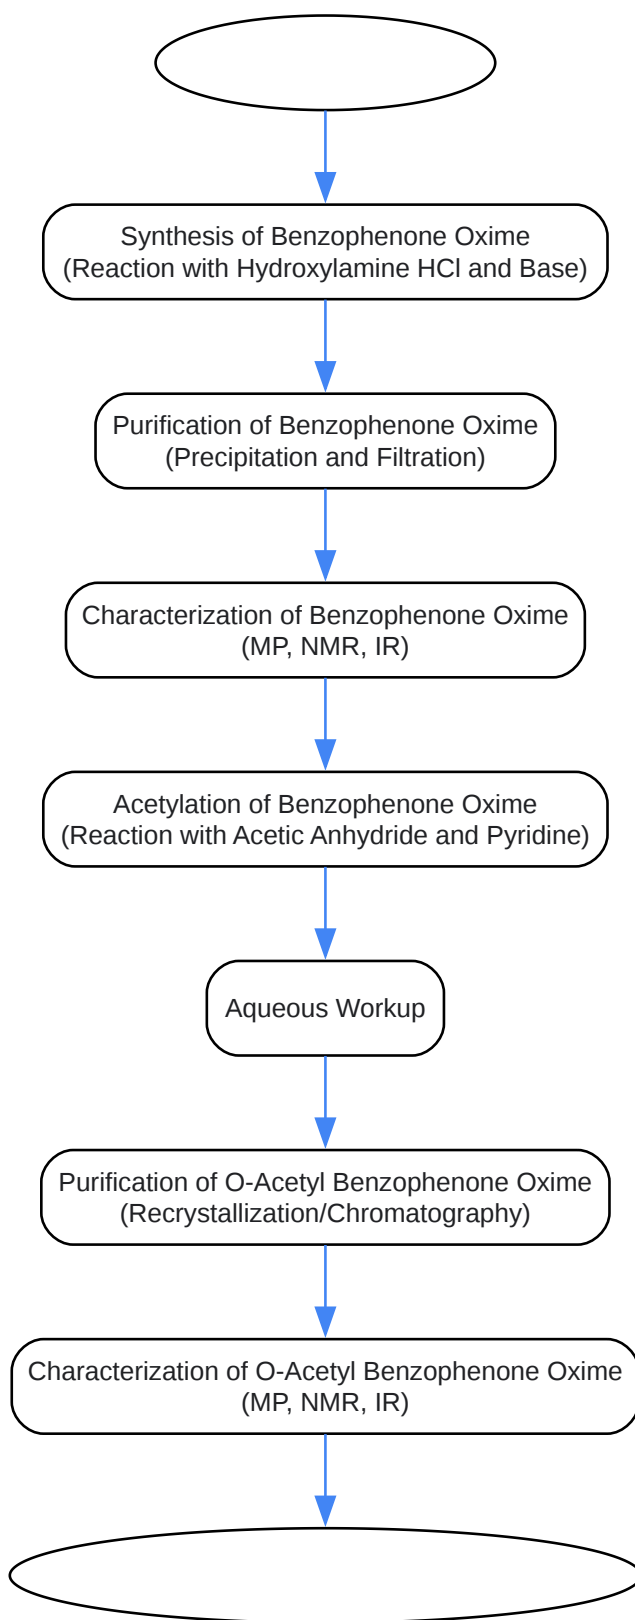 Synthesis of Benzophenone Oxime
(Reaction with Hydroxylamine HCl and Base)
Purification of Benzophenone Oxime
(Precipitation and Filtration)
Characterization of Benzophenone Oxime
(MP, NMR, IR)
Acetylation of Benzophenone Oxime
(Reaction with Acetic Anhydride and Pyridine)
Aqueous Workup
Purification of O-Acetyl Benzophenone Oxime
(Recrystallization/Chromatography)
Characterization of O-Acetyl Benzophenone Oxime
(MP, NMR, IR)